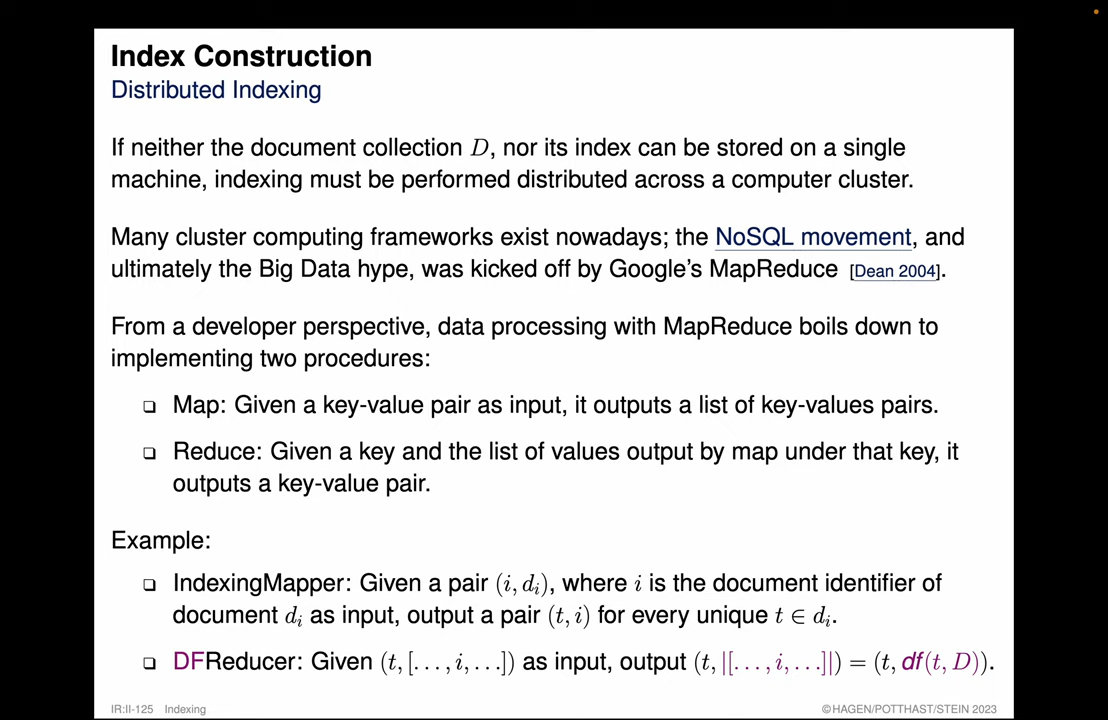 Index Construction
Distributed Indexing
If neither the document collection D, nor its index can be stored on a single
machine, indexing must be performed distributed across a computer cluster.
Many cluster computing frameworks exist nowadays; the NoSQL movement, and
ultimately the Big Data hype, was kicked off by Google's MapReduce [Dean 2004].
From a developer perspective, data processing with MapReduce boils down to
implementing two procedures:
❑ Map: Given a key-value pair as input, it outputs a list of key-values pairs.
❑ Reduce: Given a key and the list of values output by map under that key, it
outputs a key-value pair.
Example:
❑ IndexingMapper: Given a pair (i, dᵢ), where i is the document identifier of
document dᵢ as input, output a pair (t, i) for every unique t ∈ dᵢ.
❑ DFReducer: Given (t, [. . . , i, . . .]) as input, output (t, |[. . . , i, . . .]|) = (t, df(t, D)).
IR:II-125 Indexing
©HAGEN/POTTHAST/STEIN 2023